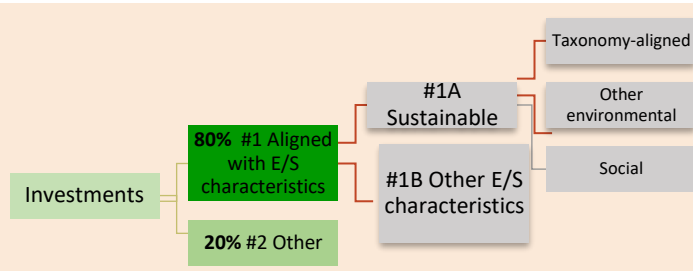 Investments
80% #1 Aligned
with E/S
characteristics
20% #2 Other
#1A
Sustainable
#1B Other E/S
characteristics
Taxonomy-aligned
Other
environmental
Social